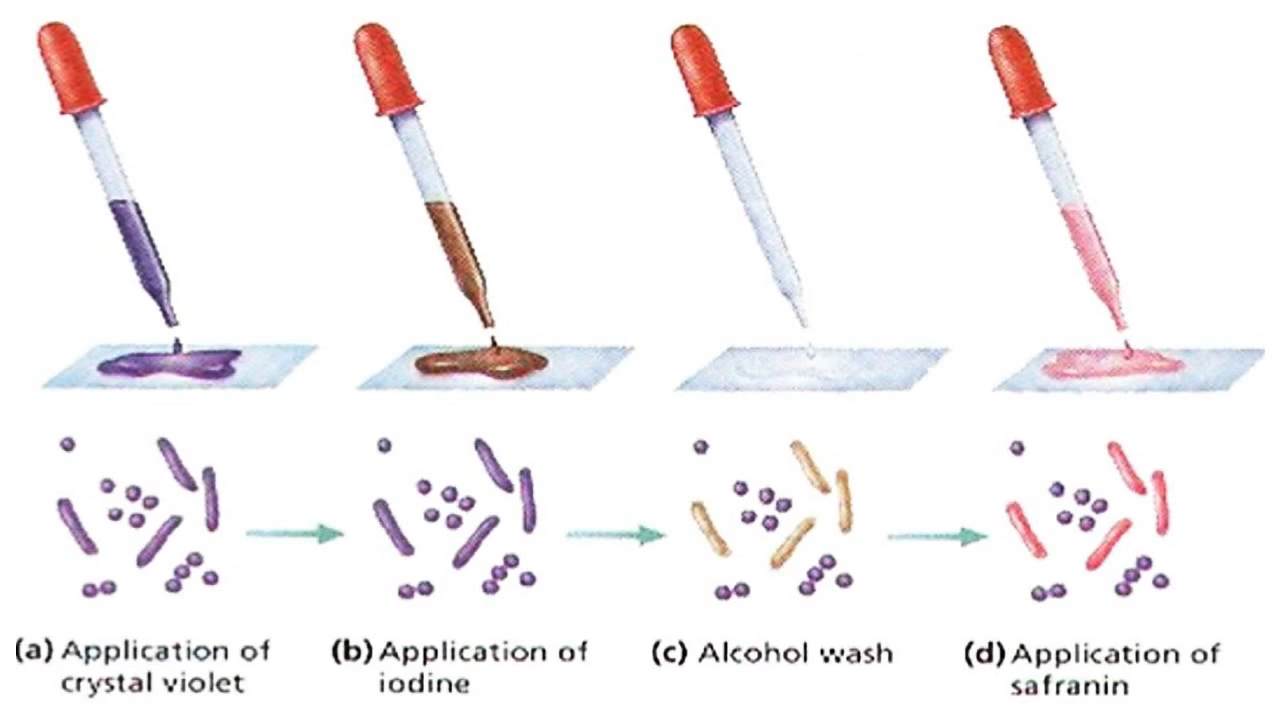 (a) Application of
crystal violet
(b) Application of
iodine
(c) Alcohol wash
(d) Application of
safranin